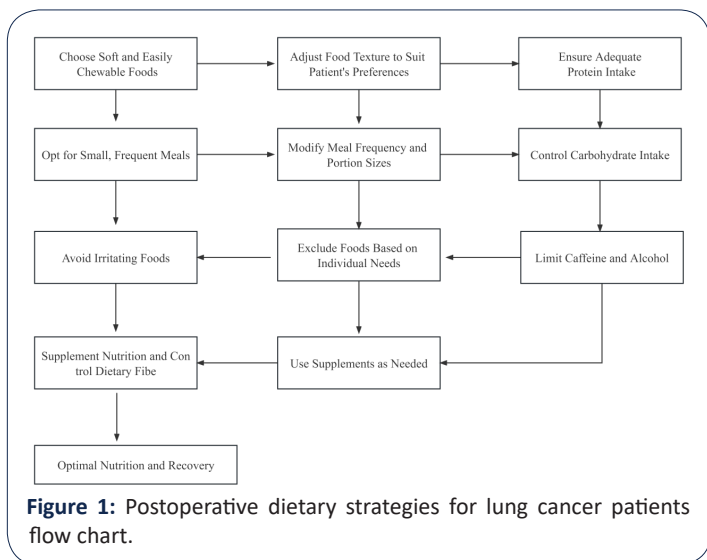 Choose Soft and Easily
Chewable Foods
Adjust Food Texture to Suit
Patient's Preferences
Ensure Adequate
Protein Intake
Opt for Small, Frequent Meals
Modify Meal Frequency and
Portion Sizes
Control Carbohydrate Intake
Avoid Irritating Foods
Exclude Foods Based on
Individual Needs
Limit Caffeine and Alcohol
Supplement Nutrition and Con
trol Dietary Fibe
Use Supplements as Needed
Optimal Nutrition and Recovery
Figure 1: Postoperative dietary strategies for lung cancer patients
flow chart.